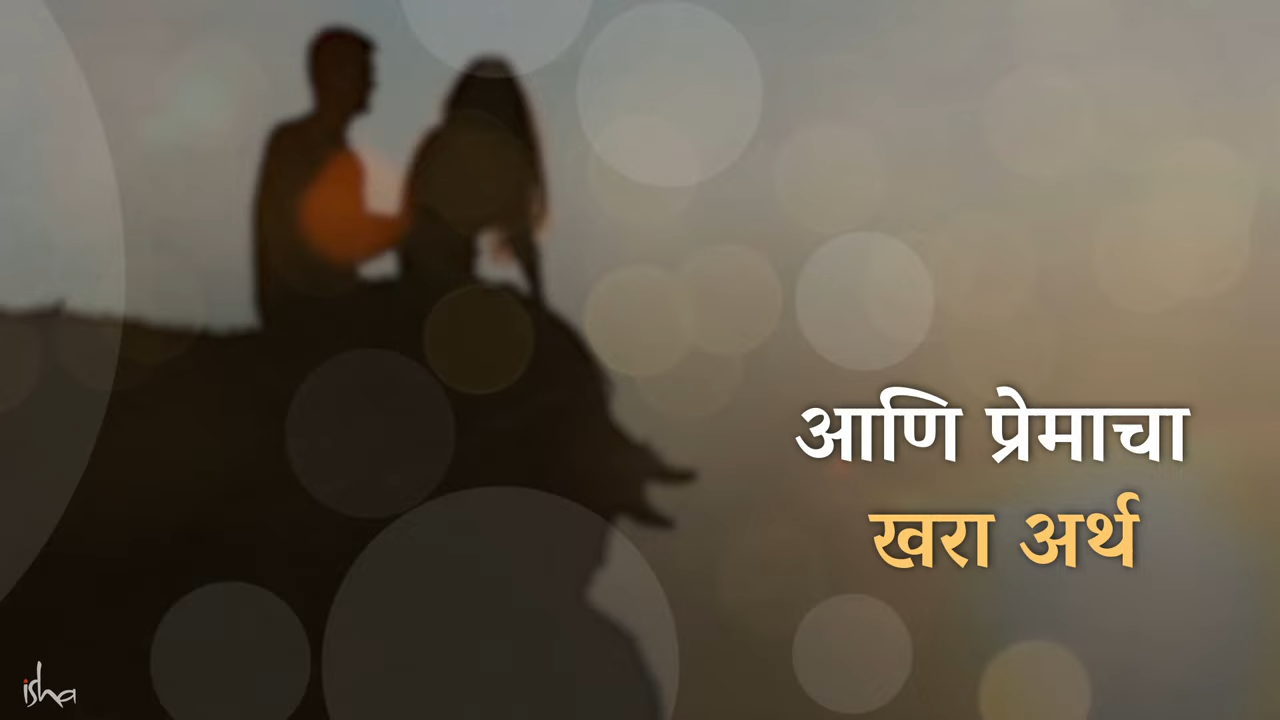 आणि प्रेमाचा
खरा अर्थ
isha